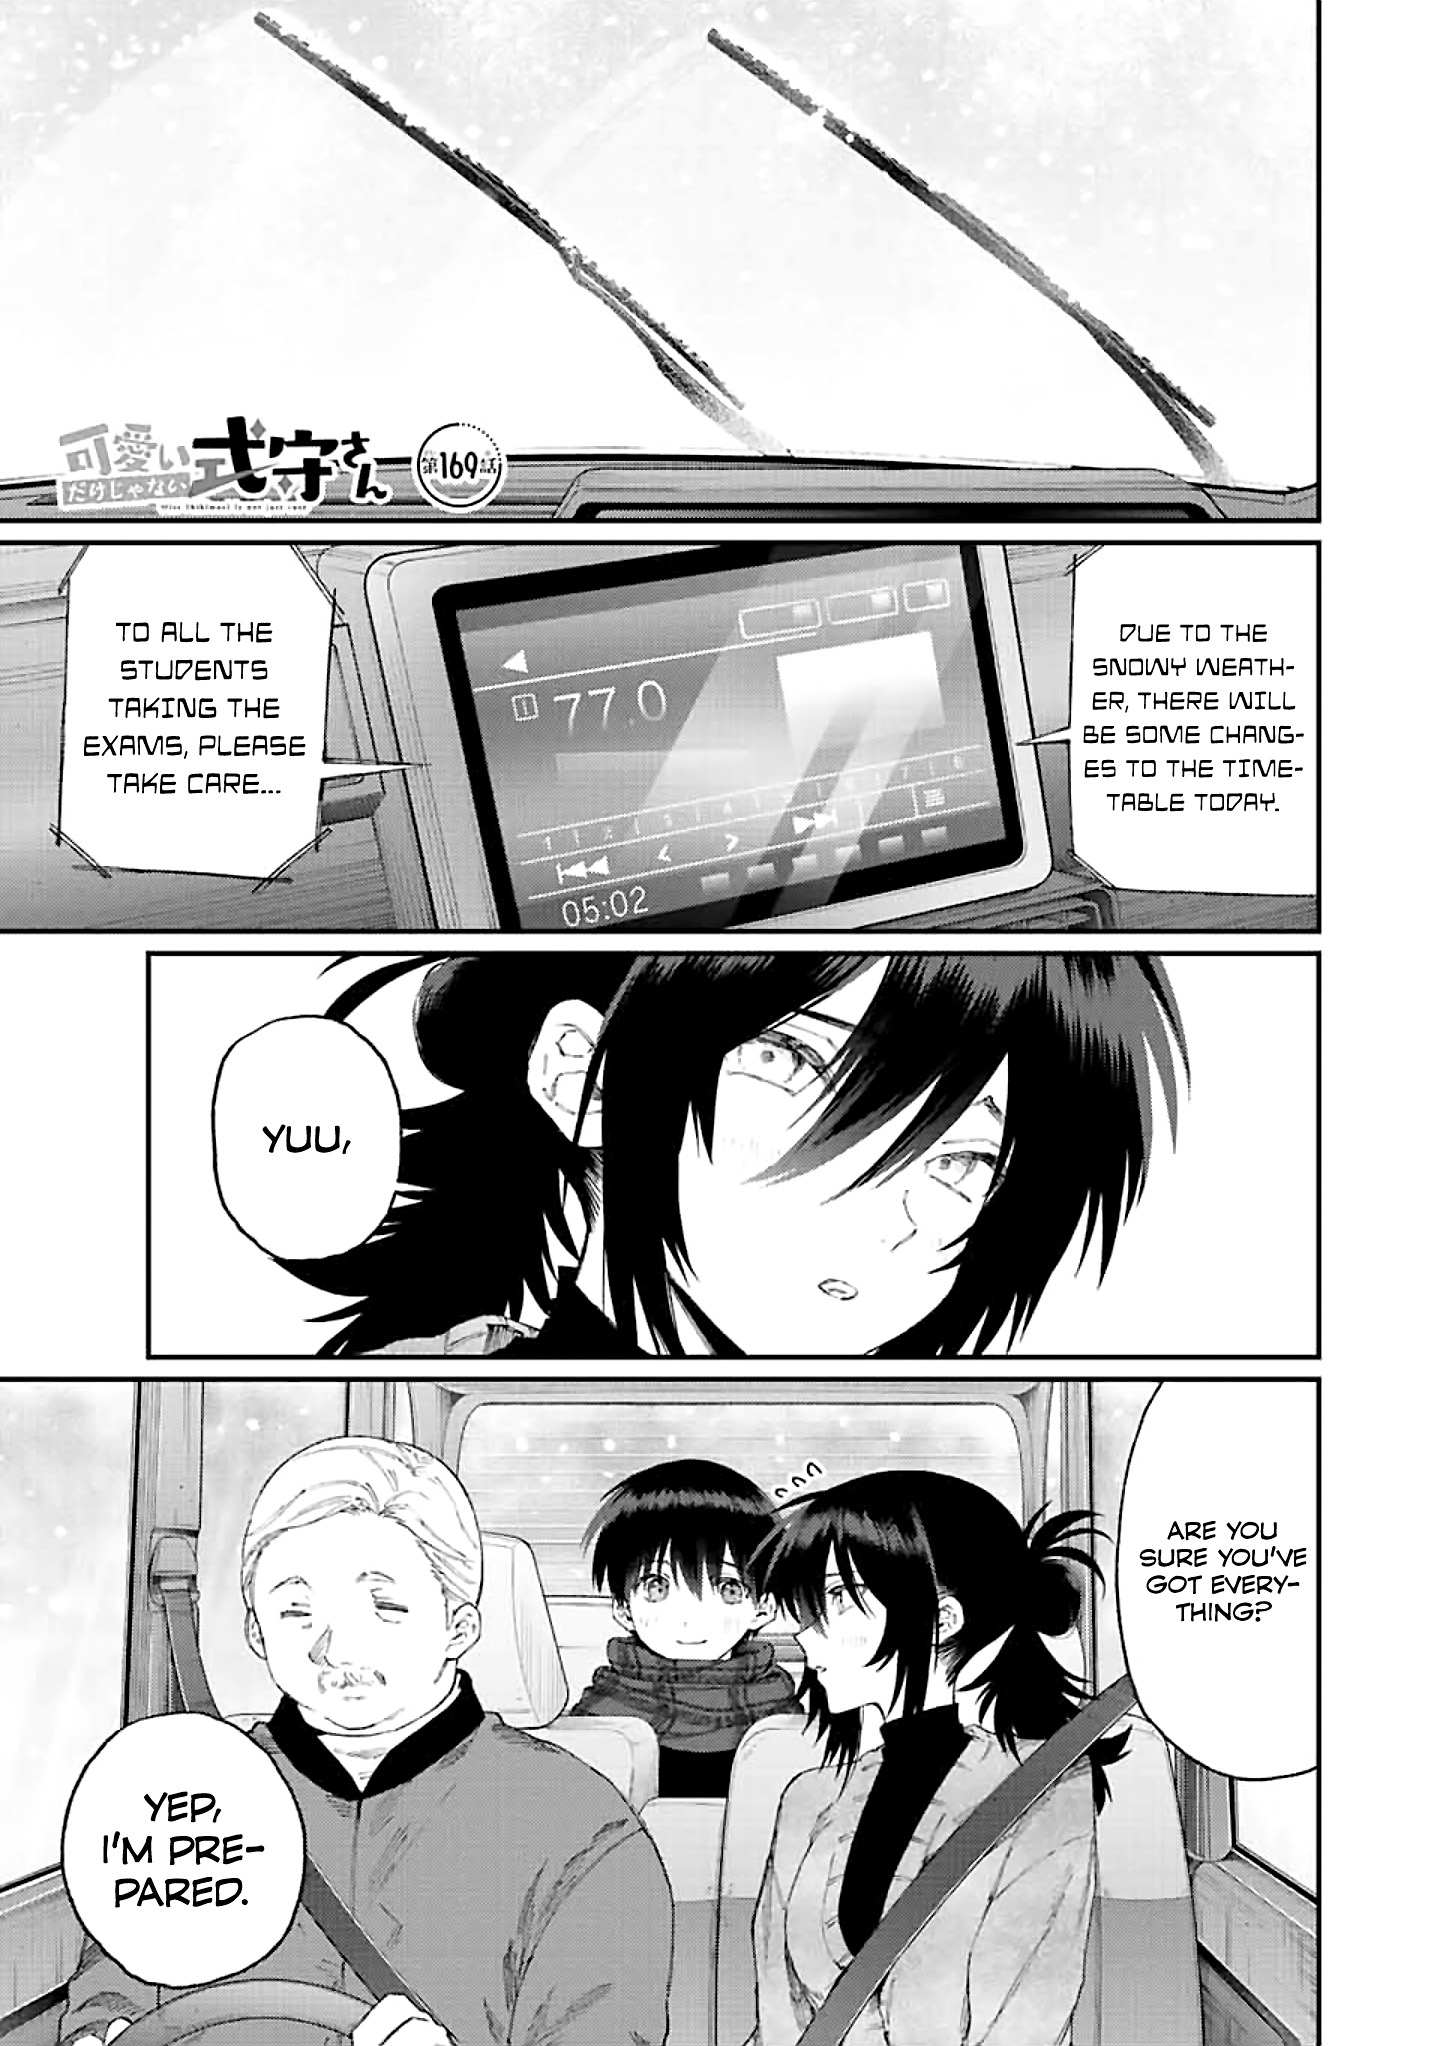 可愛い
だけじゃない
式守さん
第169話
Miss Shikimori is not just cute
DUE TO THE
SNOWY WEATH-
ER, THERE WILL
BE SOME CHANG-
ES TO THE TIME-
TABLE TODAY.
77.0
05:02
TO ALL THE
STUDENTS
TAKING THE
EXAMS, PLEASE
TAKE CARE...
YUU,
ARE YOU
SURE YOU'VE
GOT EVERY-
THING?
YEP,
I'M PRE-
PARED.